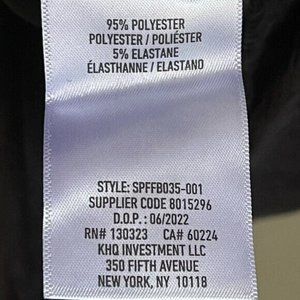 95% POLYESTER
POLYESTER / POLIÉSTER
5% ELASTANE
ÉLASTHANNE / ELASTANO
STYLE: SPFFB035-001
SUPPLIER CODE 8015296
D.O.P. : 06/2022
RN# 130323 CA# 60224
KHQ INVESTMENT LLC
350 FIFTH AVENUE
NEW YORK, NY 10118